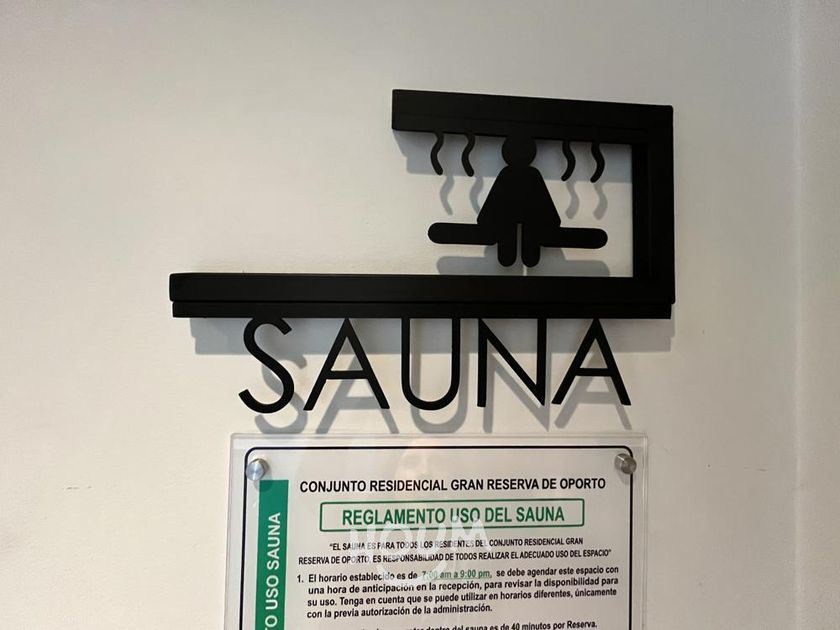 SAUNA
CONJUNTO RESIDENCIAL GRAN RESERVA DE OPORTO
REGLAMENTO USO DEL SAUNA
"EL SAUNA ES PARA TODOS LOS RESIDENTES DEL CONJUNTO RESIDENCIAL GRAN
RESERVA DE OPORTO, ES RESPONSABILIDAD DE TODOS REALIZAR EL ADECUADO USO DEL ESPACIO"
1. El horario establecido es de 7:00 am a 9:00 pm, se debe agendar este espacio con
una hora de anticipación en la recepción, para revisar la disponibilidad para
su uso. Tenga en cuenta que se puede utilizar en horarios diferentes, únicamente
con la previa autorización de la administración.
dentro del sauna es de 40 minutos por Reserva.
USO SAUNA
HOUM